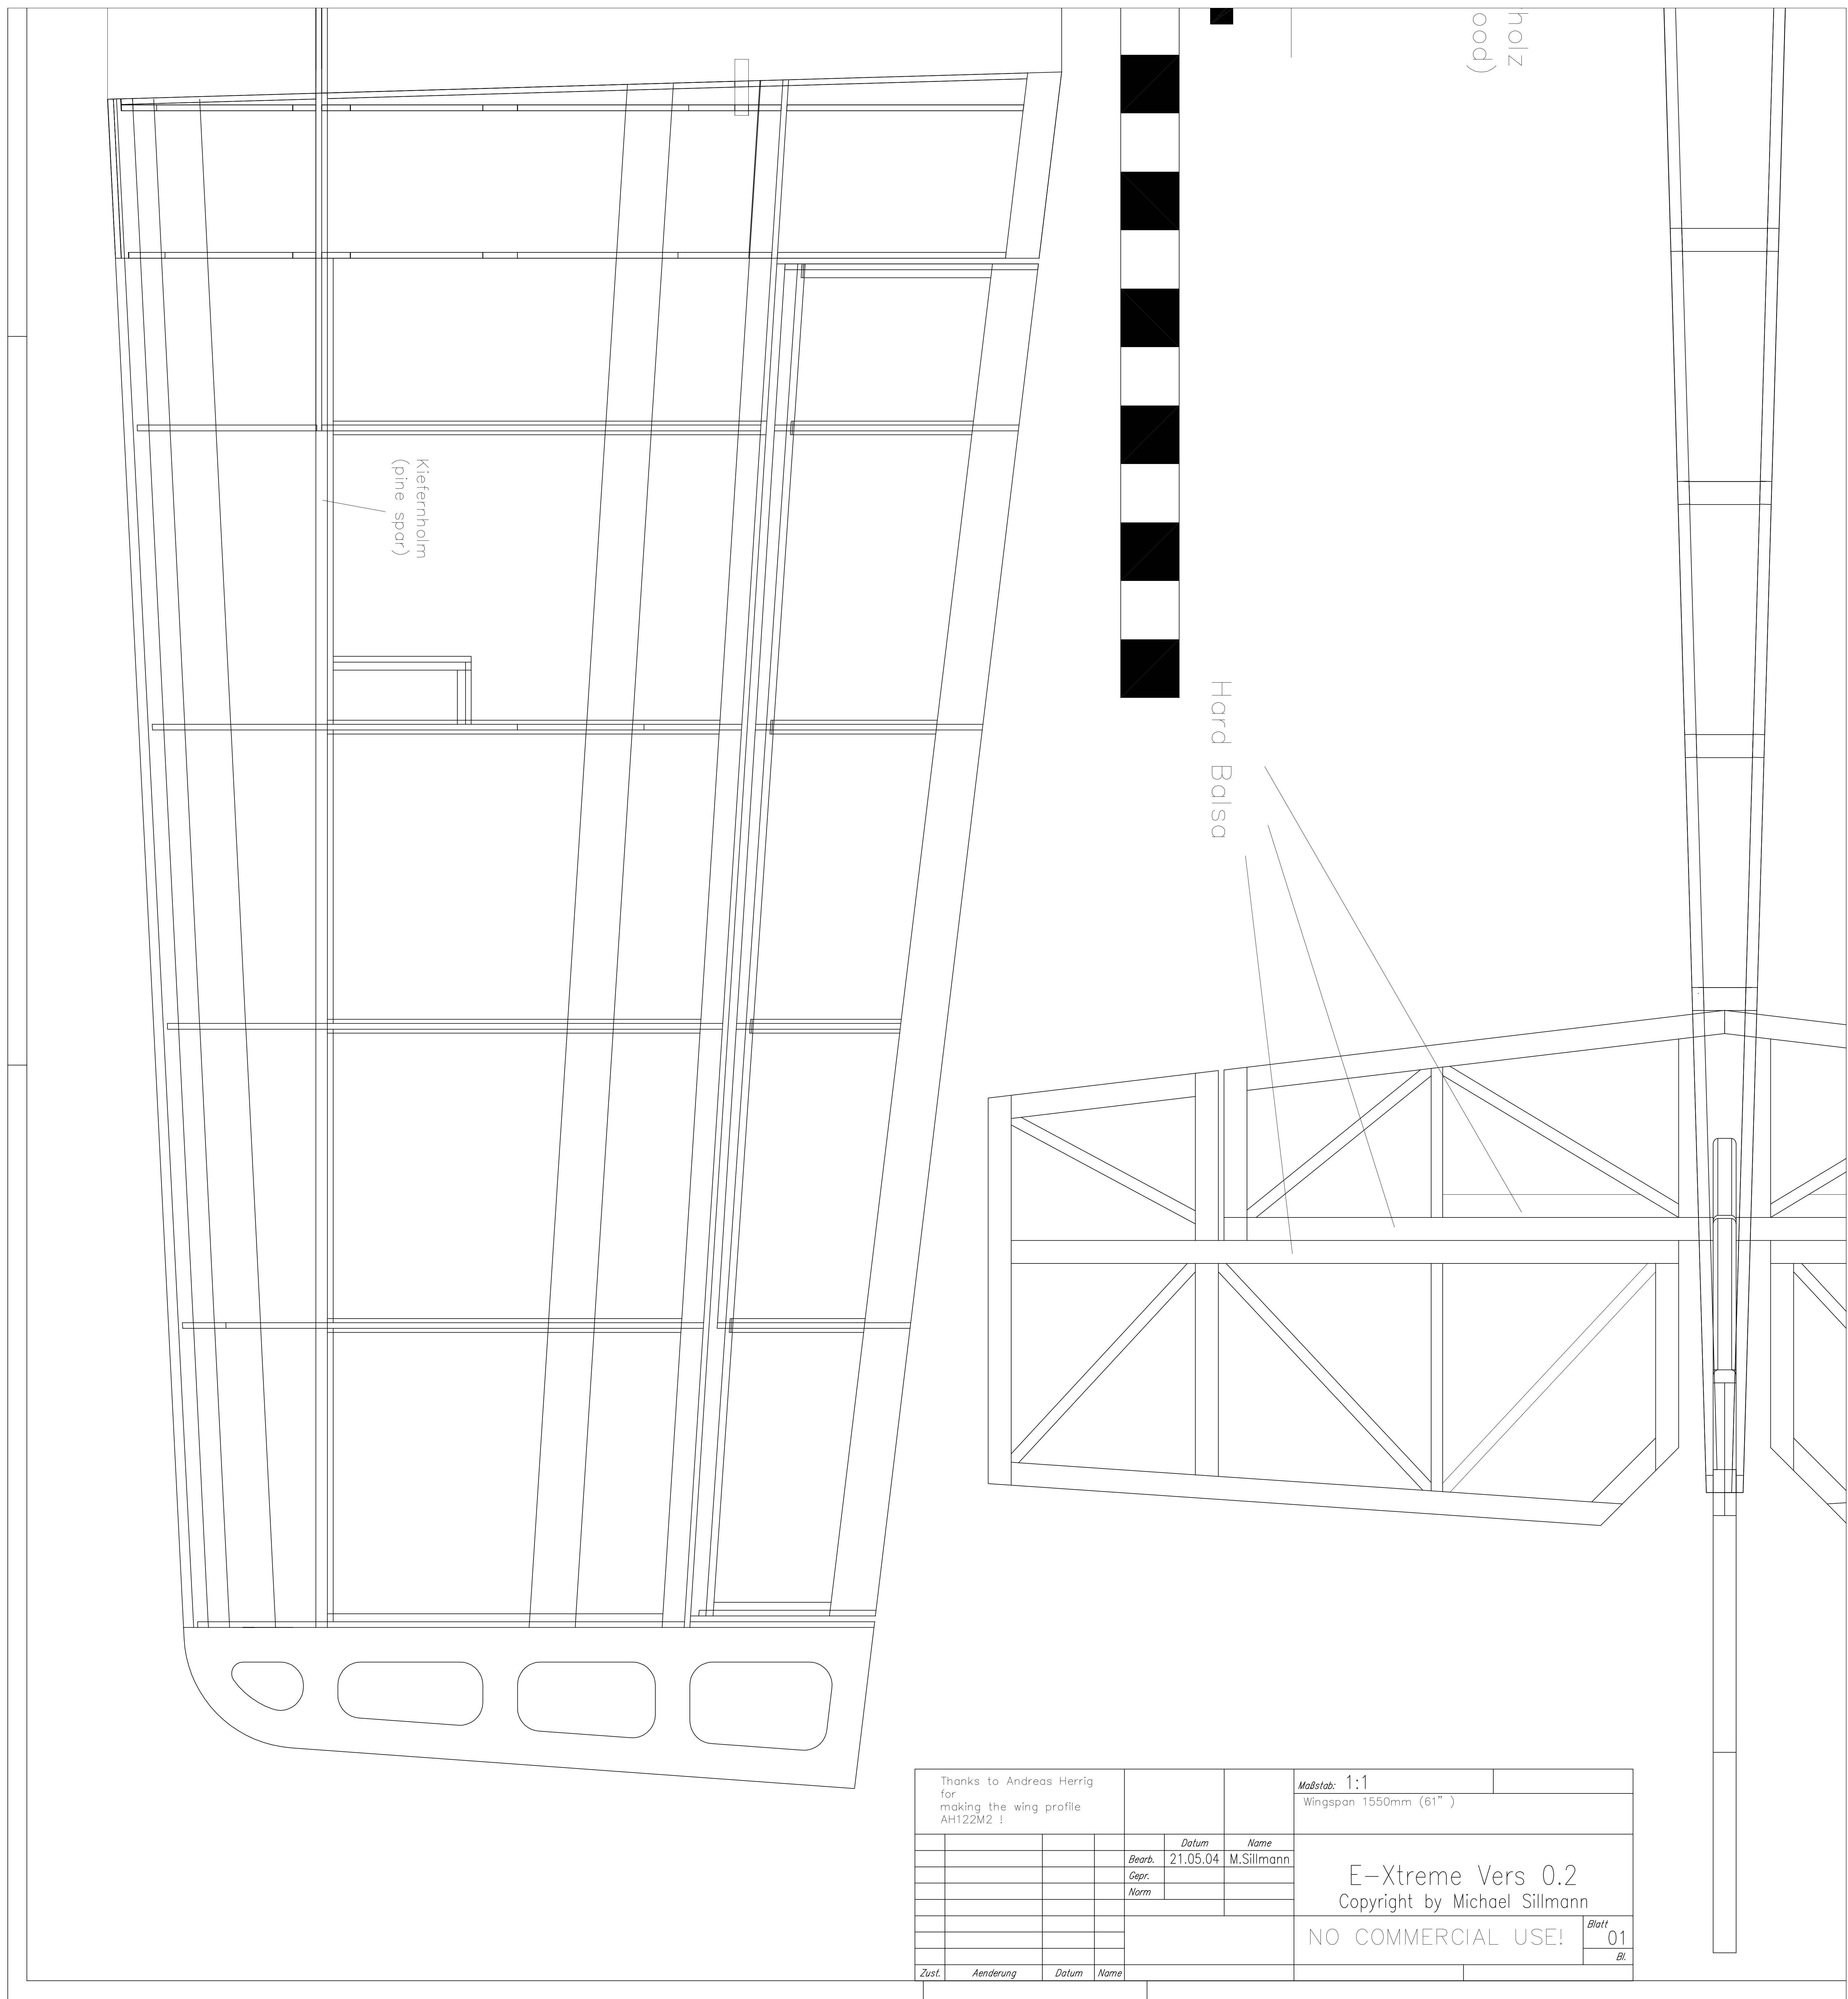 holz
ood)
Kiefernholm
(pine spar)
Hard Balsa
Thanks to Andreas Herrig
for
making the wing profile
AH122M2 !
Maßstab: 1:1
Wingspan 1550mm (61" )
Datum Name
Bearb. 21.05.04 M.Sillmann
Gepr.
Norm
E-Xtreme Vers 0.2
Copyright by Michael Sillmann
NO COMMERCIAL USE!
Blatt
01
Bl.
Zust. Aenderung Datum Name